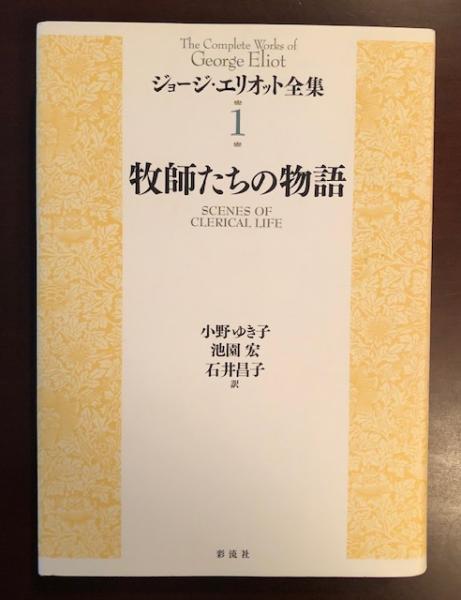 The Complete Works of
George Eliot
ジョージ・エリオット全集
1
牧師たちの物語
SCENES OF
CLERICAL LIFE
小野ゆき子
池園 宏
石井昌子
訳
彩流社